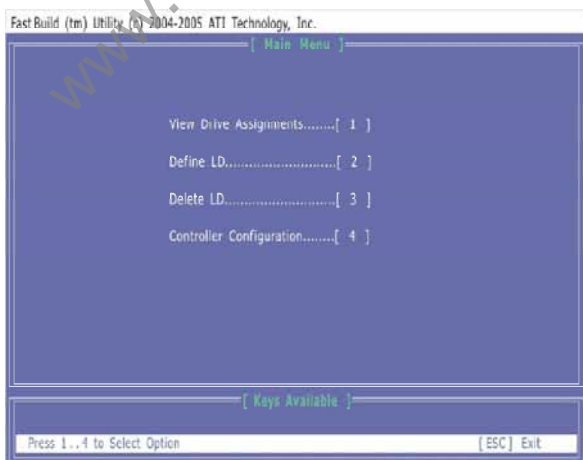 FastBuild (tm) Utility (c) 2004-2005 ATI Technology, Inc.
[ Main Menu ]
View Drive Assignments........[ 1 ]
Define LD............................[ 2 ]
Delete LD............................[ 3 ]
Controller Configuration........[ 4 ]
[ Keys Available ]
Press 1..4 to Select Option [ESC] Exit
www.